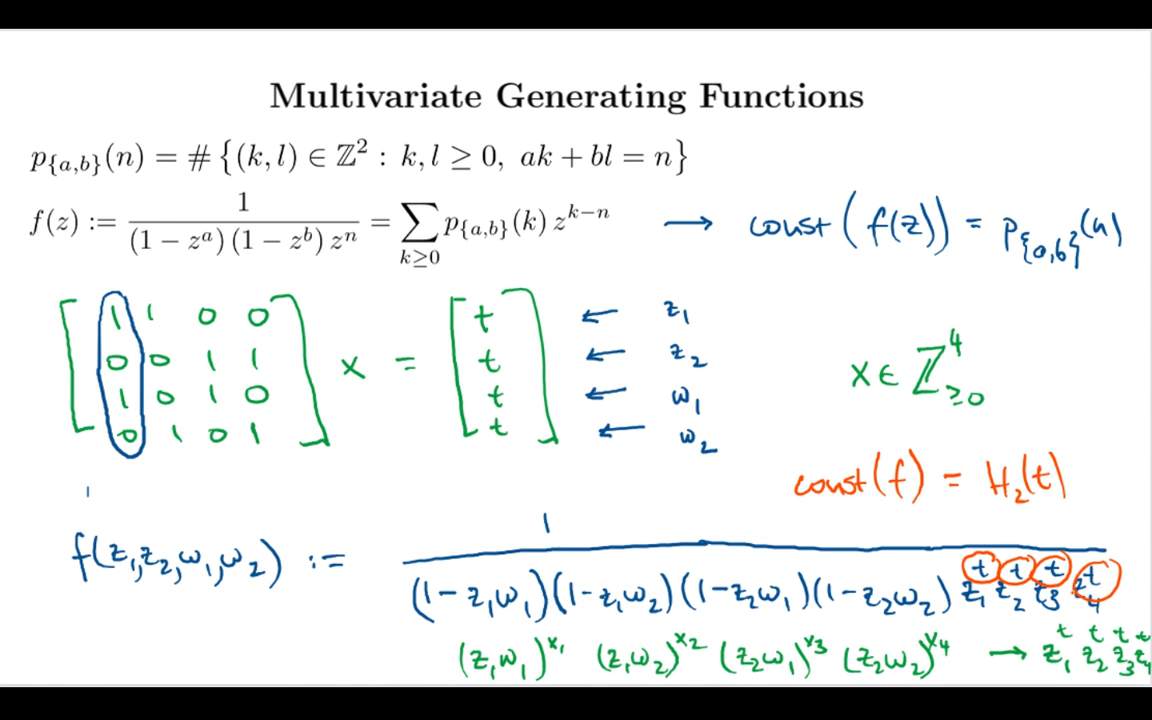 Multivariate Generating Functions
p_{a,b}(n) = # {(k, l) ∈ ℤ² : k, l ≥ 0, ak + bl = n}
f(z) := 1 / ((1 − z^a) (1 − z^b) z^n) = ∑_{k≥0} p_{a,b}(k) z^{k−n} → const(f(z)) = p_{a,b}(n)
[ 1 1 0 0 ] [ t ] ← z₁
[ 0 0 1 1 ] x = [ t ] ← z₂ x ∈ ℤ⁴_{≥0}
[ 1 0 1 0 ] [ t ] ← w₁
[ 0 1 0 1 ] [ t ] ← w₂
const(f) = H₂(t)
f(z₁,z₂,w₁,w₂) := 1 / ((1−z₁w₁)(1−z₁w₂)(1−z₂w₁)(1−z₂w₂) z₁^t z₂^t z₃^t z₄^t)
(z₁w₁)^{x₁} (z₁w₂)^{x₂} (z₂w₁)^{x₃} (z₂w₂)^{x₄} → z₁^t z₂^t z₃^t z₄^t